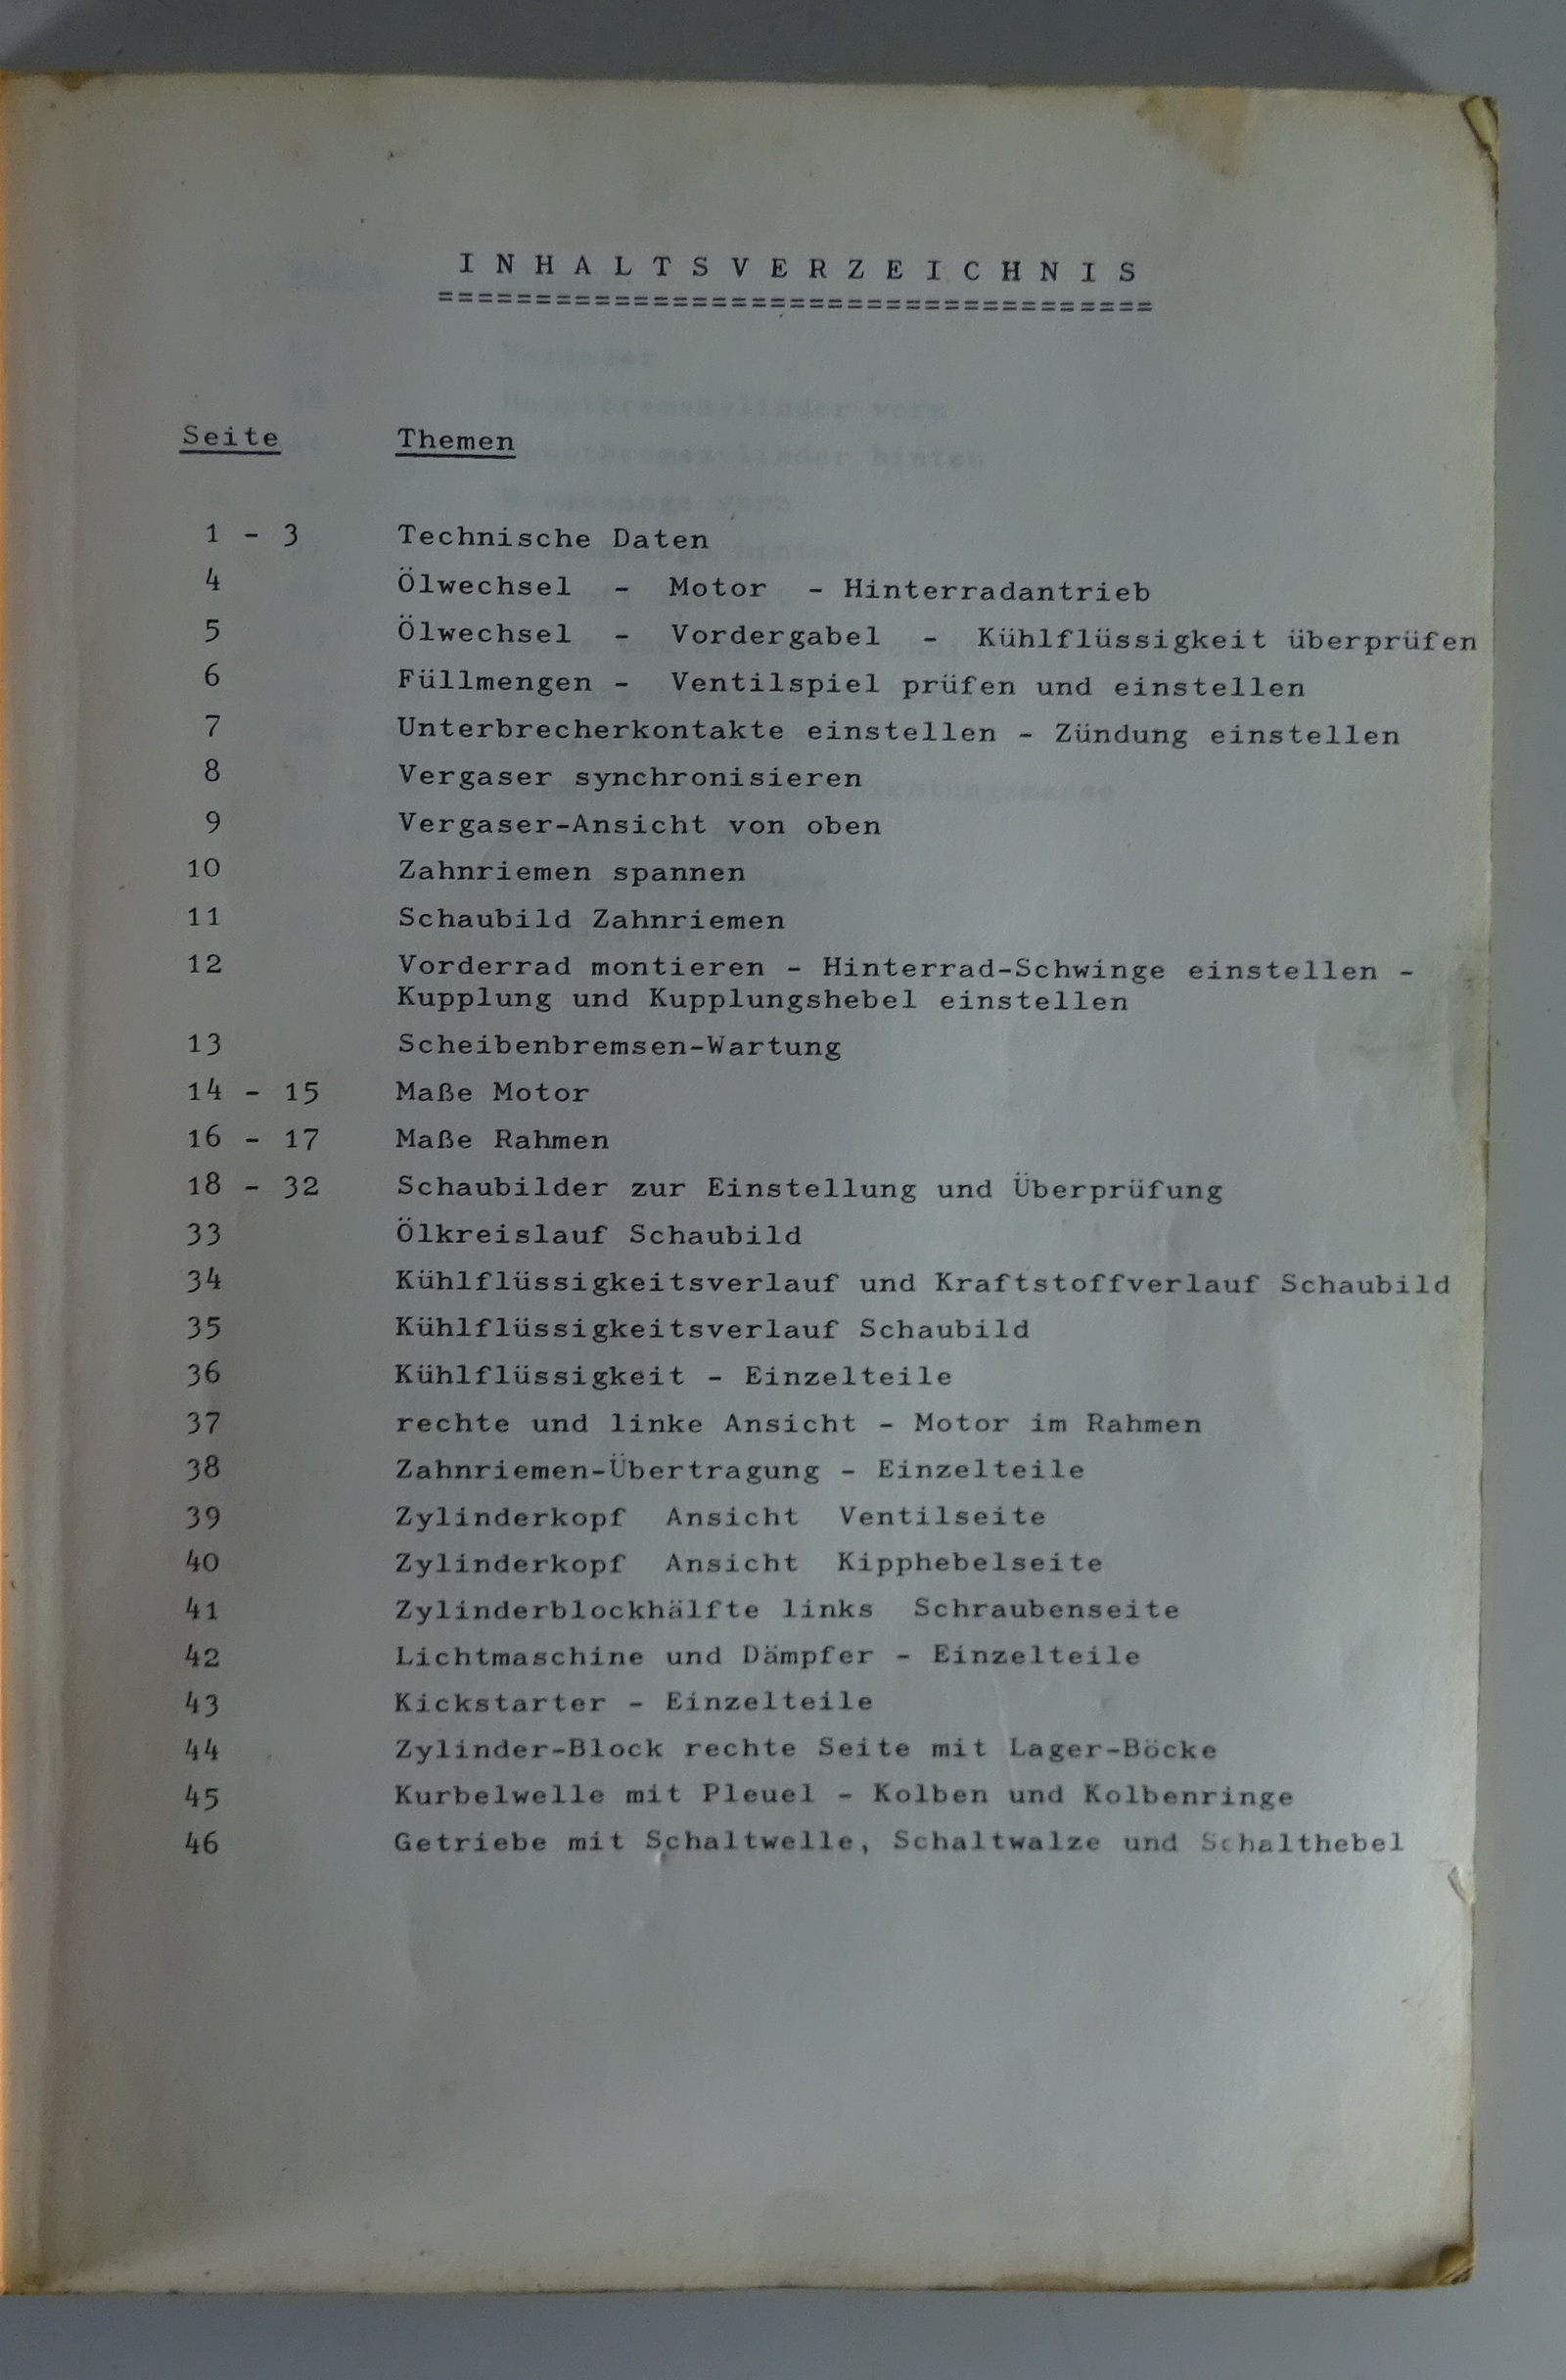 INHALTSVERZEICHNIS
=====================================
Seite Themen
1 - 3 Technische Daten
4 Ölwechsel - Motor - Hinterradantrieb
5 Ölwechsel - Vordergabel - Kühlflüssigkeit überprüfen
6 Füllmengen - Ventilspiel prüfen und einstellen
7 Unterbrecherkontakte einstellen - Zündung einstellen
8 Vergaser synchronisieren
9 Vergaser-Ansicht von oben
10 Zahnriemen spannen
11 Schaubild Zahnriemen
12 Vorderrad montieren - Hinterrad-Schwinge einstellen -
Kupplung und Kupplungshebel einstellen
13 Scheibenbremsen-Wartung
14 - 15 Maße Motor
16 - 17 Maße Rahmen
18 - 32 Schaubilder zur Einstellung und Überprüfung
33 Ölkreislauf Schaubild
34 Kühlflüssigkeitsverlauf und Kraftstoffverlauf Schaubild
35 Kühlflüssigkeitsverlauf Schaubild
36 Kühlflüssigkeit - Einzelteile
37 rechte und linke Ansicht - Motor im Rahmen
38 Zahnriemen-Übertragung - Einzelteile
39 Zylinderkopf Ansicht Ventilseite
40 Zylinderkopf Ansicht Kipphebelseite
41 Zylinderblockhälfte links Schraubenseite
42 Lichtmaschine und Dämpfer - Einzelteile
43 Kickstarter - Einzelteile
44 Zylinder-Block rechte Seite mit Lager-Böcke
45 Kurbelwelle mit Pleuel - Kolben und Kolbenringe
46 Getriebe mit Schaltwelle, Schaltwalze und Schalthebel